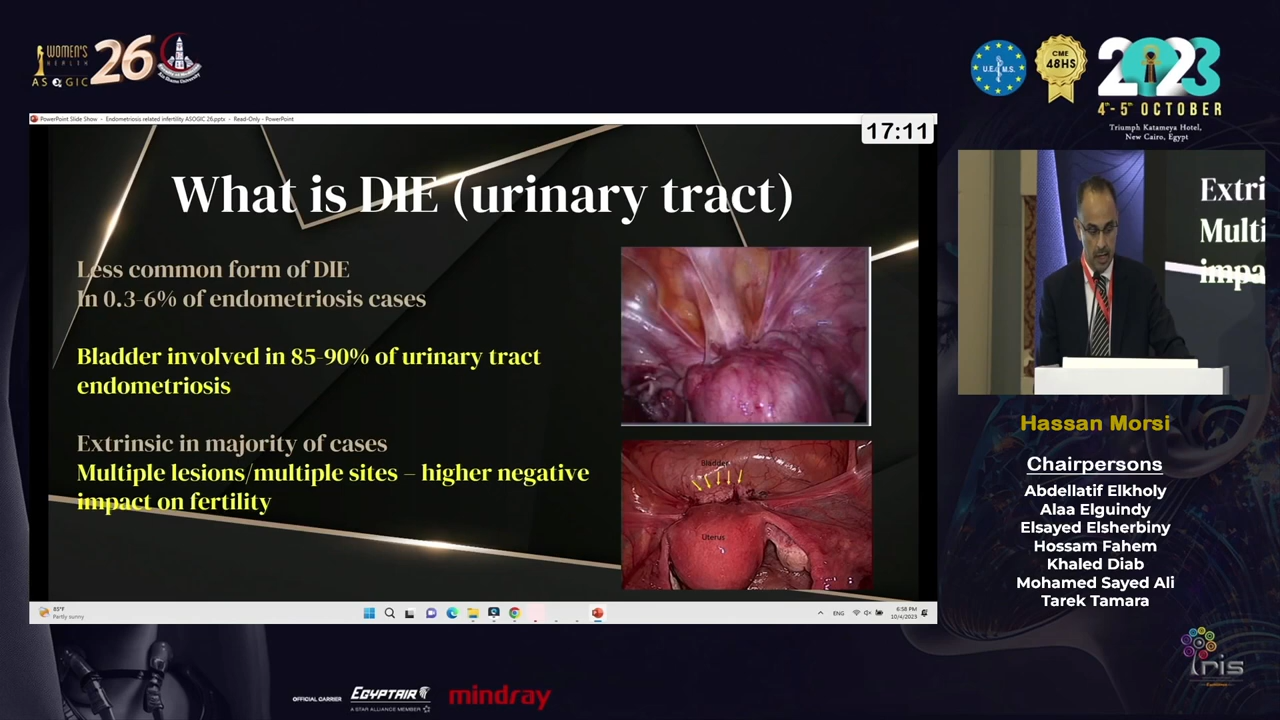 WOMEN'S
HEALTH
ASOGIC
26
U.E.M.S.
CME
48HS
2023
4th - 5th OCTOBER
Triumph Katameya Hotel,
New Cairo, Egypt
PowerPoint Slide Show - Endometriosis related infertility ASOGIC 26.pptx - Read-Only - PowerPoint
17:11
What is DIE (urinary tract)
Less common form of DIE
In 0.3-6% of endometriosis cases
Bladder involved in 85-90% of urinary tract
endometriosis
Extrinsic in majority of cases
Multiple lesions/multiple sites – higher negative
impact on fertility
Bladder
Uterus
Extri
Multi
impa
83°F
Partly sunny
ENG
6:58 PM
10/4/2023
Hassan Morsi
Chairpersons
Abdellatif Elkholy
Alaa Elguindy
Elsayed Elsherbiny
Hossam Fahem
Khaled Diab
Mohamed Sayed Ali
Tarek Tamara
OFFICIAL CARRIER
EGYPTAIR
A STAR ALLIANCE MEMBER
mindray
Iris